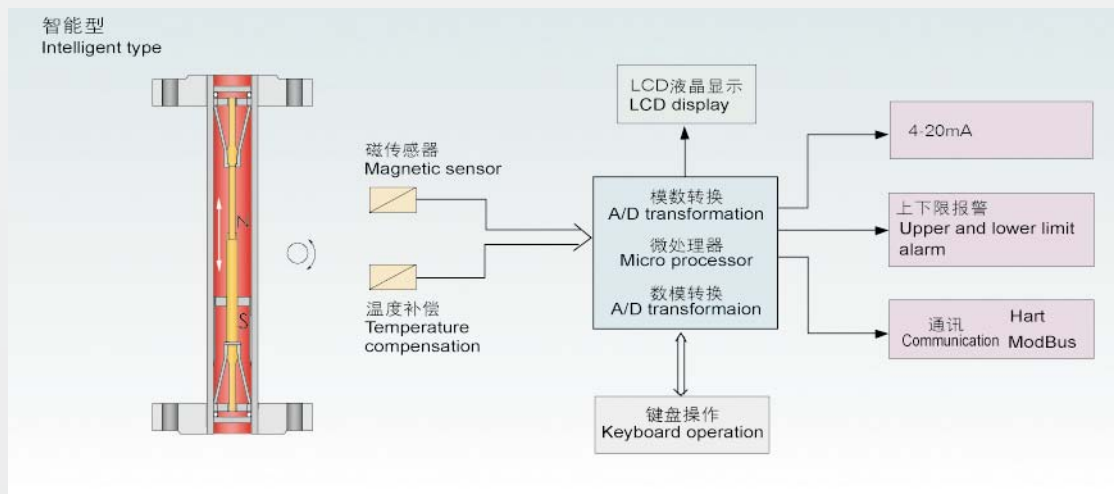 智能型
Intelligent type
N
S
磁传感器
Magnetic sensor
温度补偿
Temperature
compensation
LCD液晶显示
LCD display
模数转换
A/D transformation
微处理器
Micro processor
数模转换
A/D transformaion
键盘操作
Keyboard operation
4-20mA
上下限报警
Upper and lower limit
alarm
通讯 Hart
Communication ModBus